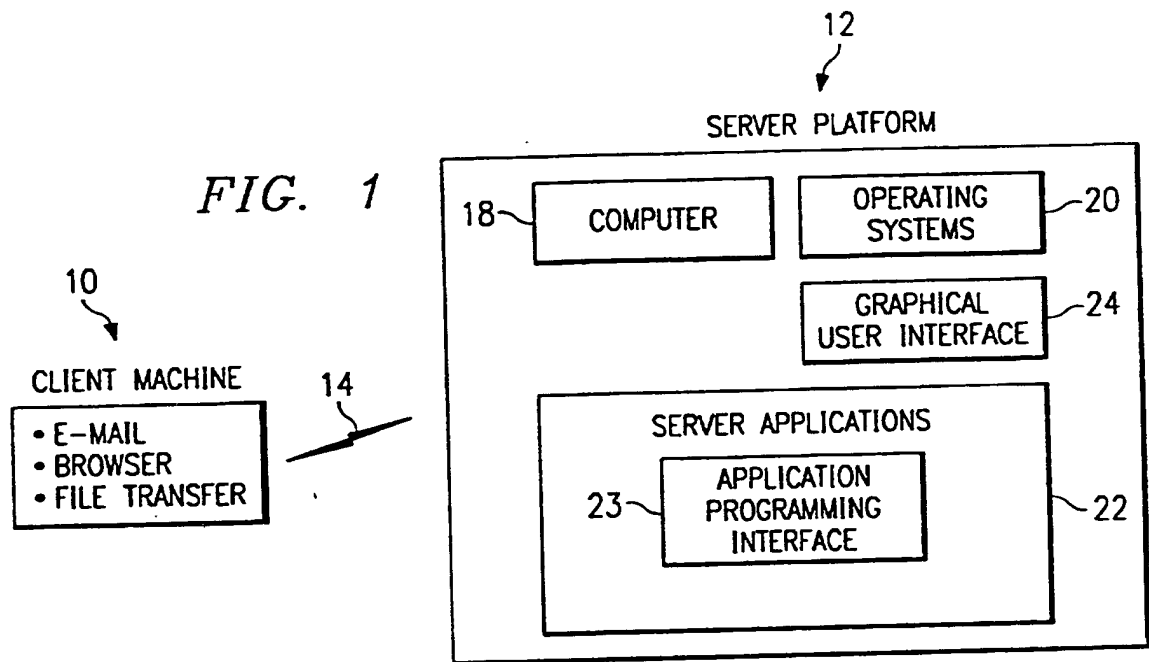 12
SERVER PLATFORM
FIG. 1
18
COMPUTER
OPERATING
SYSTEMS
20
10
GRAPHICAL
USER INTERFACE
24
CLIENT MACHINE
14
• E-MAIL
• BROWSER
• FILE TRANSFER
SERVER APPLICATIONS
23
APPLICATION
PROGRAMMING
INTERFACE
22